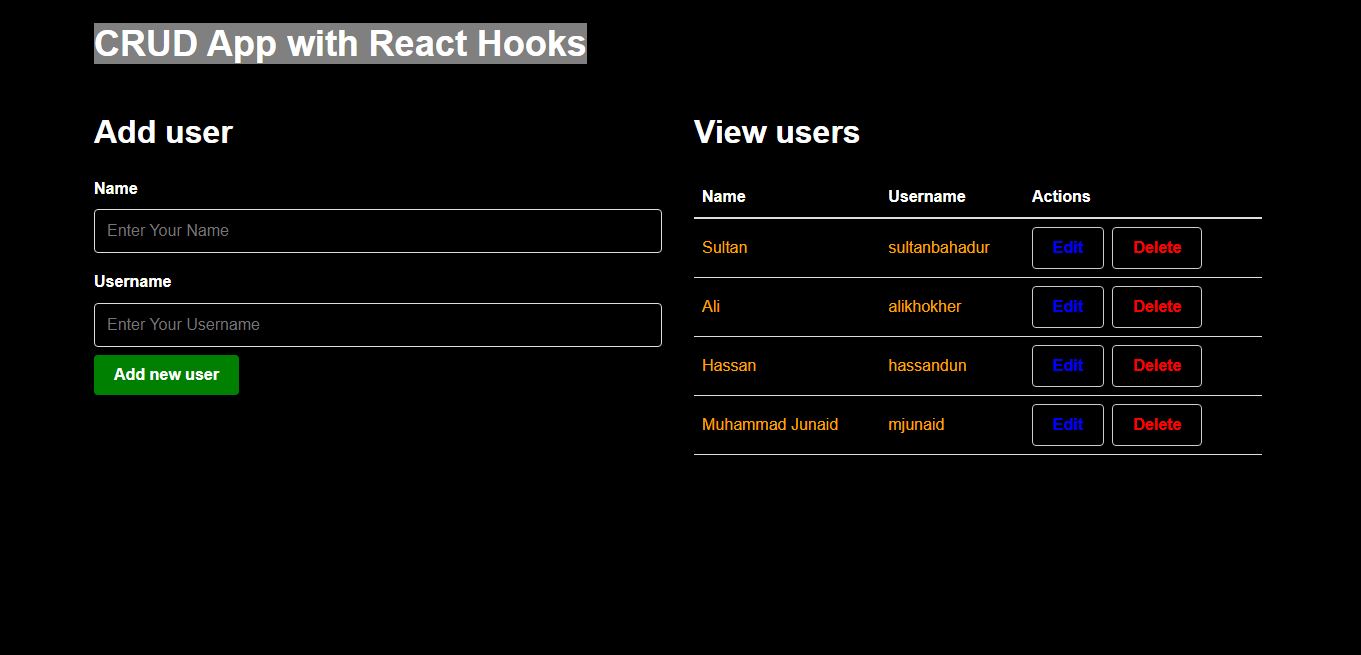 CRUD App with React Hooks
Add user
Name
Enter Your Name
Username
Enter Your Username
Add new user
View users
Name Username Actions
Sultan sultanbahadur Edit Delete
Ali alikhokher Edit Delete
Hassan hassandun Edit Delete
Muhammad Junaid mjunaid Edit Delete